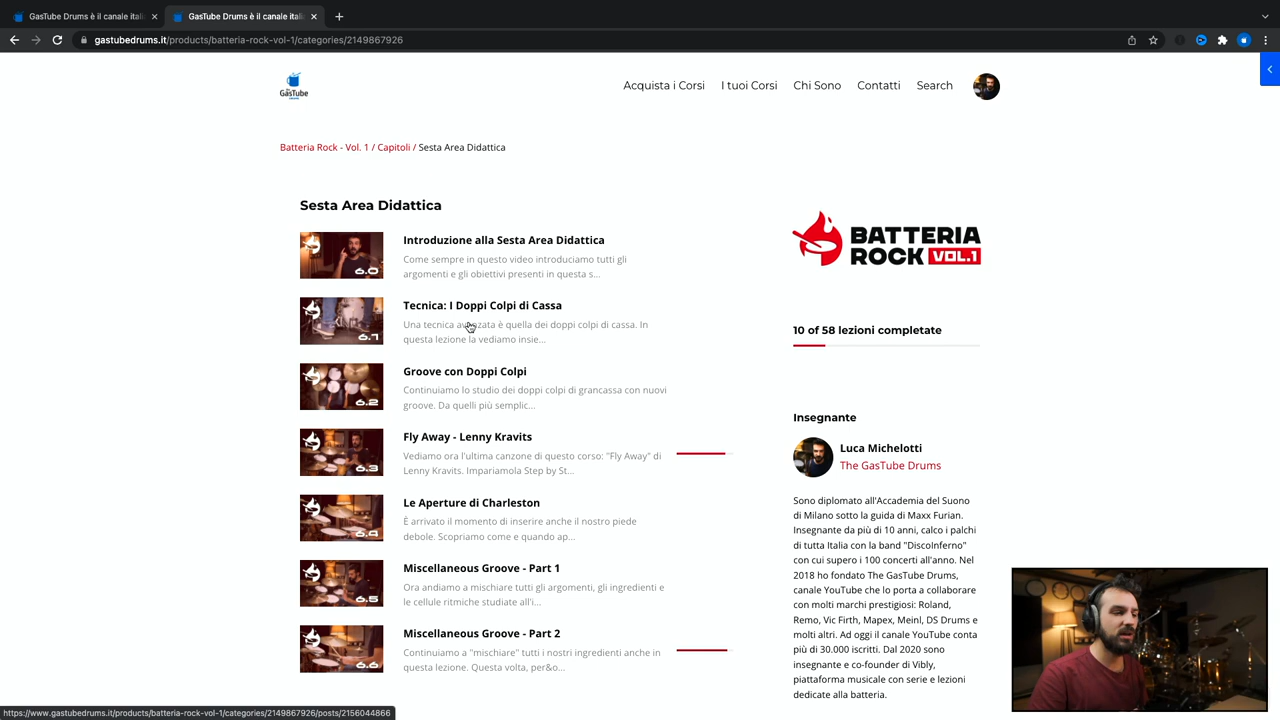 GasTube Drums è il canale itali
GasTube Drums è il canale itali
gastubedrums.it/products/batteria-rock-vol-1/categories/2149867926
GasTube
Acquista i Corsi
I tuoi Corsi
Chi Sono
Contatti
Search
Batteria Rock - Vol. 1 / Capitoli / Sesta Area Didattica
Sesta Area Didattica
6.0
Introduzione alla Sesta Area Didattica
Come sempre in questo video introduciamo tutti gli
argomenti e gli obiettivi presenti in questa s...
6.1
Tecnica: I Doppi Colpi di Cassa
Una tecnica avanzata è quella dei doppi colpi di cassa. In
questa lezione la vediamo insie...
6.2
Groove con Doppi Colpi
Continuiamo lo studio dei doppi colpi di grancassa con nuovi
groove. Da quelli più semplic...
6.3
Fly Away - Lenny Kravits
Vediamo ora l'ultima canzone di questo corso: "Fly Away" di
Lenny Kravits. Impariamola Step by St...
6.4
Le Aperture di Charleston
È arrivato il momento di inserire anche il nostro piede
debole. Scopriamo come e quando ap...
6.5
Miscellaneous Groove - Part 1
Ora andiamo a mischiare tutti gli argomenti, gli ingredienti e
le cellule ritmiche studiate all'i...
6.6
Miscellaneous Groove - Part 2
Continuiamo a "mischiare" tutti i nostri ingredienti anche in
questa lezione. Questa volta, per&o...
BATTERIA
ROCK VOL.1
10 of 58 lezioni completate
Insegnante
Luca Michelotti
The GasTube Drums
Sono diplomato all'Accademia del Suono
di Milano sotto la guida di Maxx Furian.
Insegnante da più di 10 anni, calco i palchi
di tutta Italia con la band "DiscoInferno"
con cui supero i 100 concerti all'anno. Nel
2018 ho fondato The GasTube Drums,
canale YouTube che lo porta a collaborare
con molti marchi prestigiosi: Roland,
Remo, Vic Firth, Mapex, Meinl, DS Drums e
molti altri. Ad oggi il canale YouTube conta
più di 30.000 iscritti. Dal 2020 sono
insegnante e co-founder di Vibly,
piattaforma musicale con serie e lezioni
dedicate alla batteria.
https://www.gastubedrums.it/products/batteria-rock-vol-1/categories/2149867926/posts/2156044866